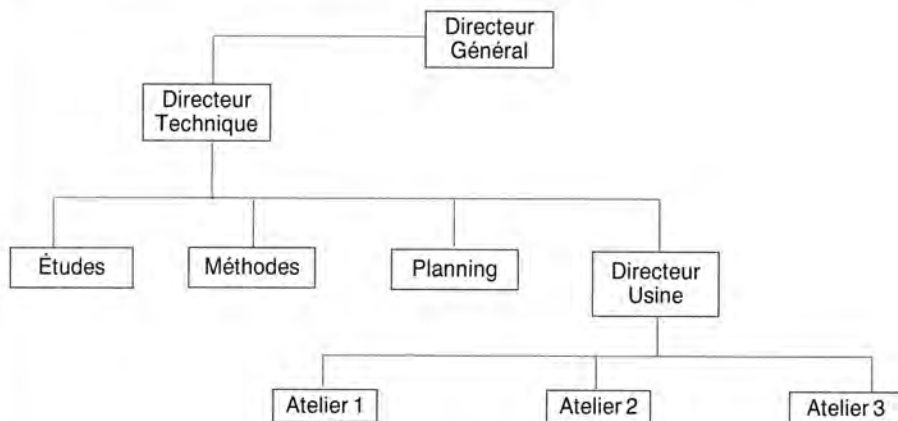 Directeur
Général
Directeur
Technique
Études
Méthodes
Planning
Directeur
Usine
Atelier 1
Atelier 2
Atelier 3